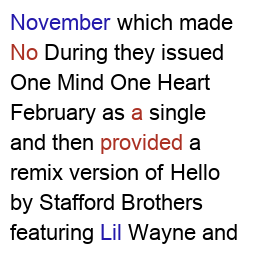 November which made
No During they issued
One Mind One Heart
February as a single
and then provided a
remix version of Hello
by Stafford Brothers
featuring Lil Wayne and